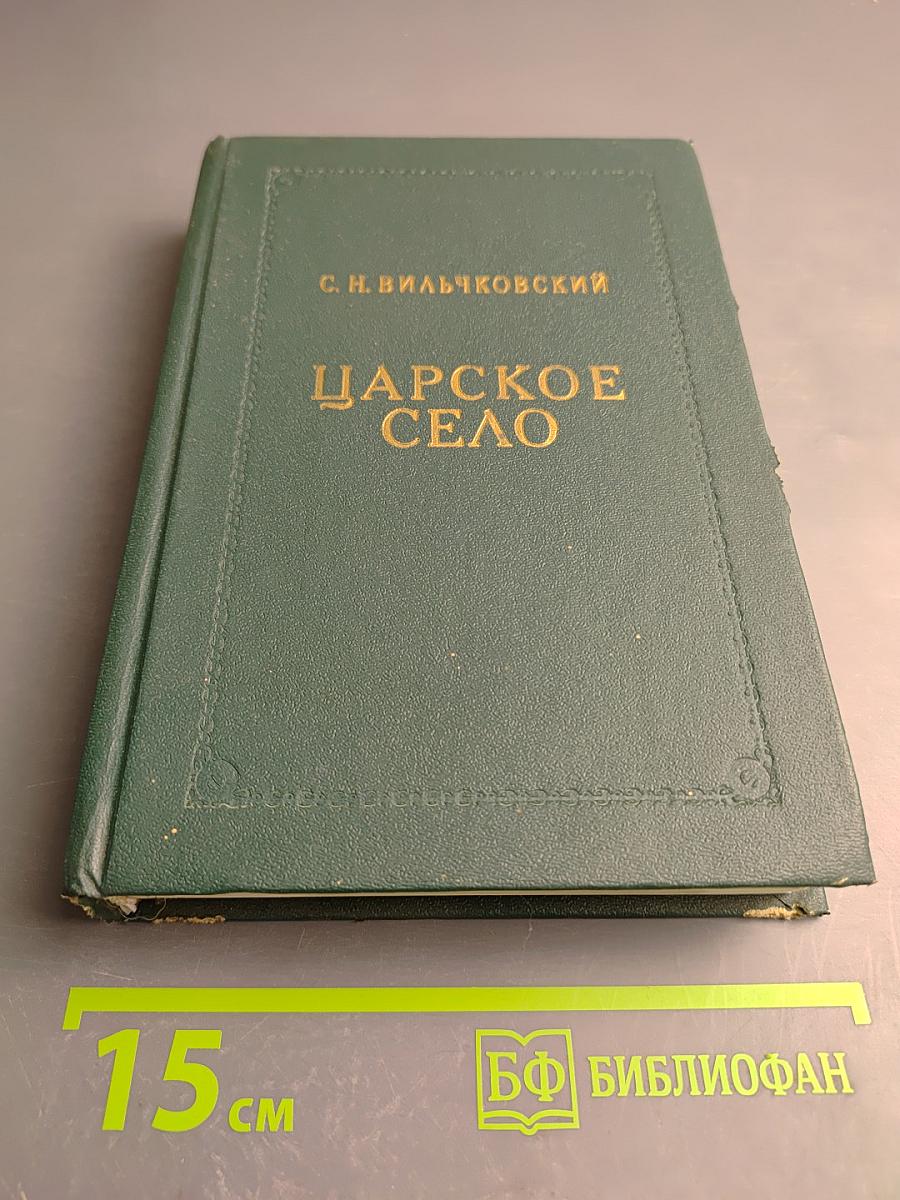 С. Н. ВИЛЬЧКОВСКИЙ
ЦАРСКОЕ
СЕЛО
15 см
БФ БИБЛИОФАН